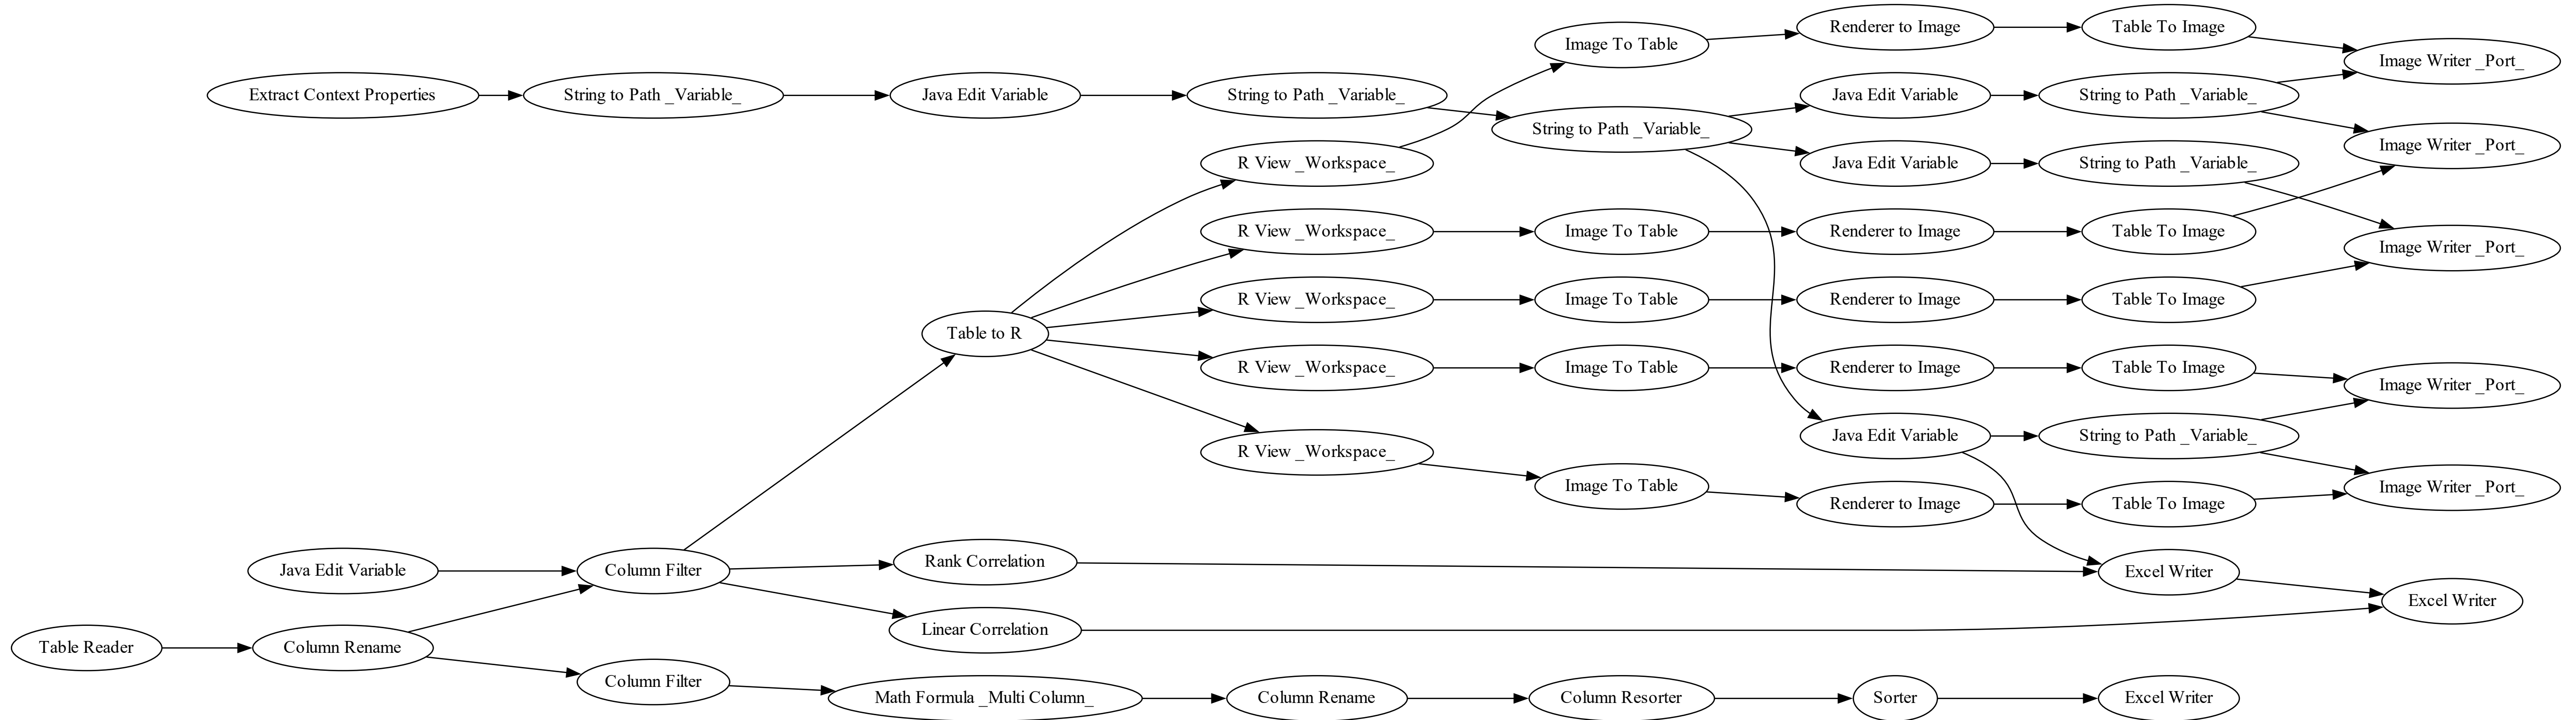 Renderer to Image
Table To Image
Image To Table
Image Writer _Port_
Extract Context Properties
String to Path _Variable_
Java Edit Variable
String to Path _Variable_
Java Edit Variable
String to Path _Variable_
String to Path _Variable_
Image Writer _Port_
R View _Workspace_
Java Edit Variable
String to Path _Variable_
R View _Workspace_
Image To Table
Renderer to Image
Table To Image
Image Writer _Port_
R View _Workspace_
Image To Table
Renderer to Image
Table To Image
Table to R
R View _Workspace_
Image To Table
Renderer to Image
Table To Image
Image Writer _Port_
Java Edit Variable
String to Path _Variable_
R View _Workspace_
Image To Table
Image Writer _Port_
Renderer to Image
Table To Image
Java Edit Variable
Column Filter
Rank Correlation
Excel Writer
Excel Writer
Linear Correlation
Table Reader
Column Rename
Column Filter
Math Formula _Multi Column_
Column Rename
Column Resorter
Sorter
Excel Writer